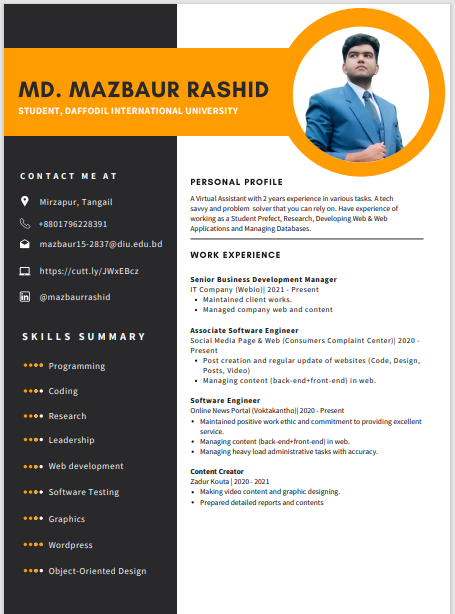 MD. MAZBAUR RASHID
STUDENT, DAFFODIL INTERNATIONAL UNIVERSITY
CONTACT ME AT
Mirzapur, Tangail
+8801796228391
mazbaur15-2837@diu.edu.bd
https://cutt.ly/JWxEBcz
@mazbaurrashid
SKILLS SUMMARY
Programming
Coding
Research
Leadership
Web development
Software Testing
Graphics
Wordpress
Object-Oriented Design
PERSONAL PROFILE
A Virtual Assistant with 2 years experience in various tasks. A tech
savvy and problem solver that you can rely on. Have experience of
working as a Student Prefect, Research, Developing Web & Web
Applications and Managing Databases.
WORK EXPERIENCE
Senior Business Development Manager
IT Company (Webio)| 2021 - Present
• Maintained client works.
• Managed company web and content
Associate Software Engineer
Social Media Page & Web (Consumers Complaint Center)| 2020 -
Present
• Post creation and regular update of websites (Code, Design,
Posts, Video)
• Managing content (back-end+front-end) in web.
Software Engineer
Online News Portal (Voktakantho)| 2020 - Present
• Maintained positive work ethic and commitment to providing excellent
service.
• Managing content (back-end+front-end) in web.
• Managing heavy load administrative tasks with accuracy.
Content Creator
Zadur Kouta | 2020 - 2021
• Making video content and graphic designing.
• Prepared detailed reports and contents